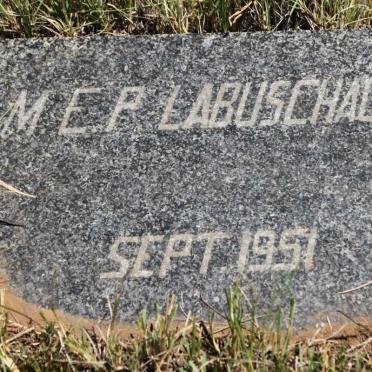 M.E.P. LABUSCHA
SEPT. 1951